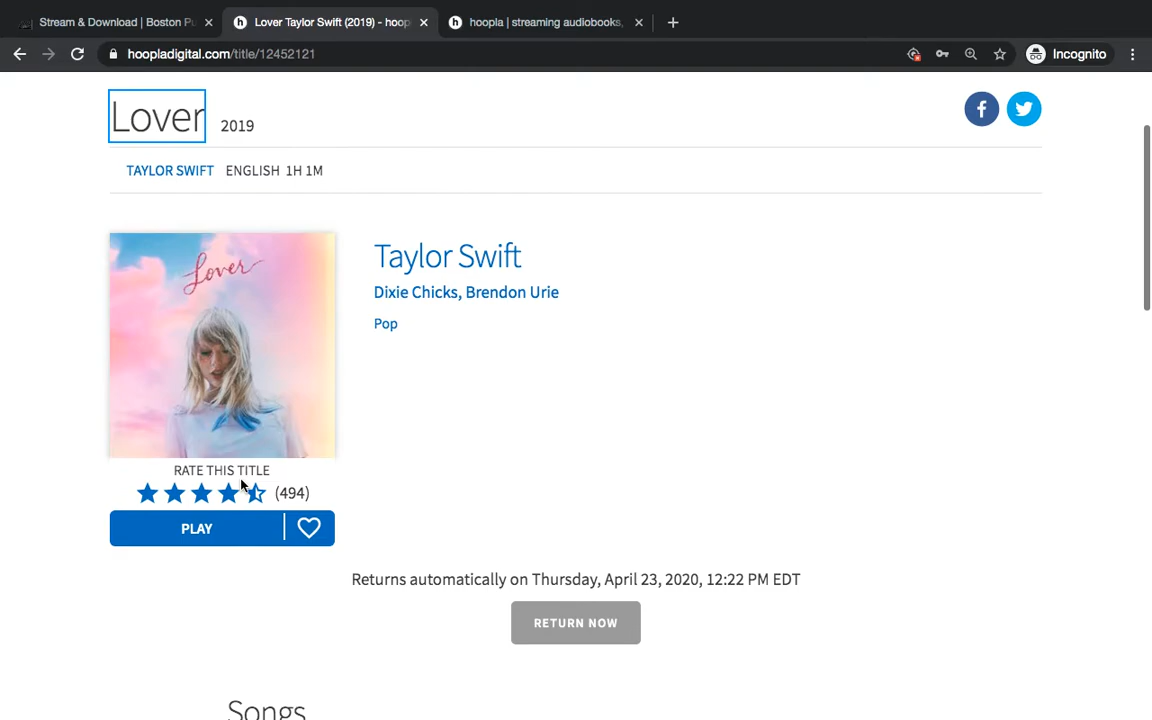 Stream & Download | Boston Pu
Lover Taylor Swift (2019) - hoop
hoopla | streaming audiobooks,
hoopladigital.com/title/12452121
Incognito
Lover 2019
TAYLOR SWIFT ENGLISH 1H 1M
Lover
Taylor Swift
Dixie Chicks, Brendon Urie
Pop
RATE THIS TITLE
(494)
PLAY
Returns automatically on Thursday, April 23, 2020, 12:22 PM EDT
RETURN NOW
Songs